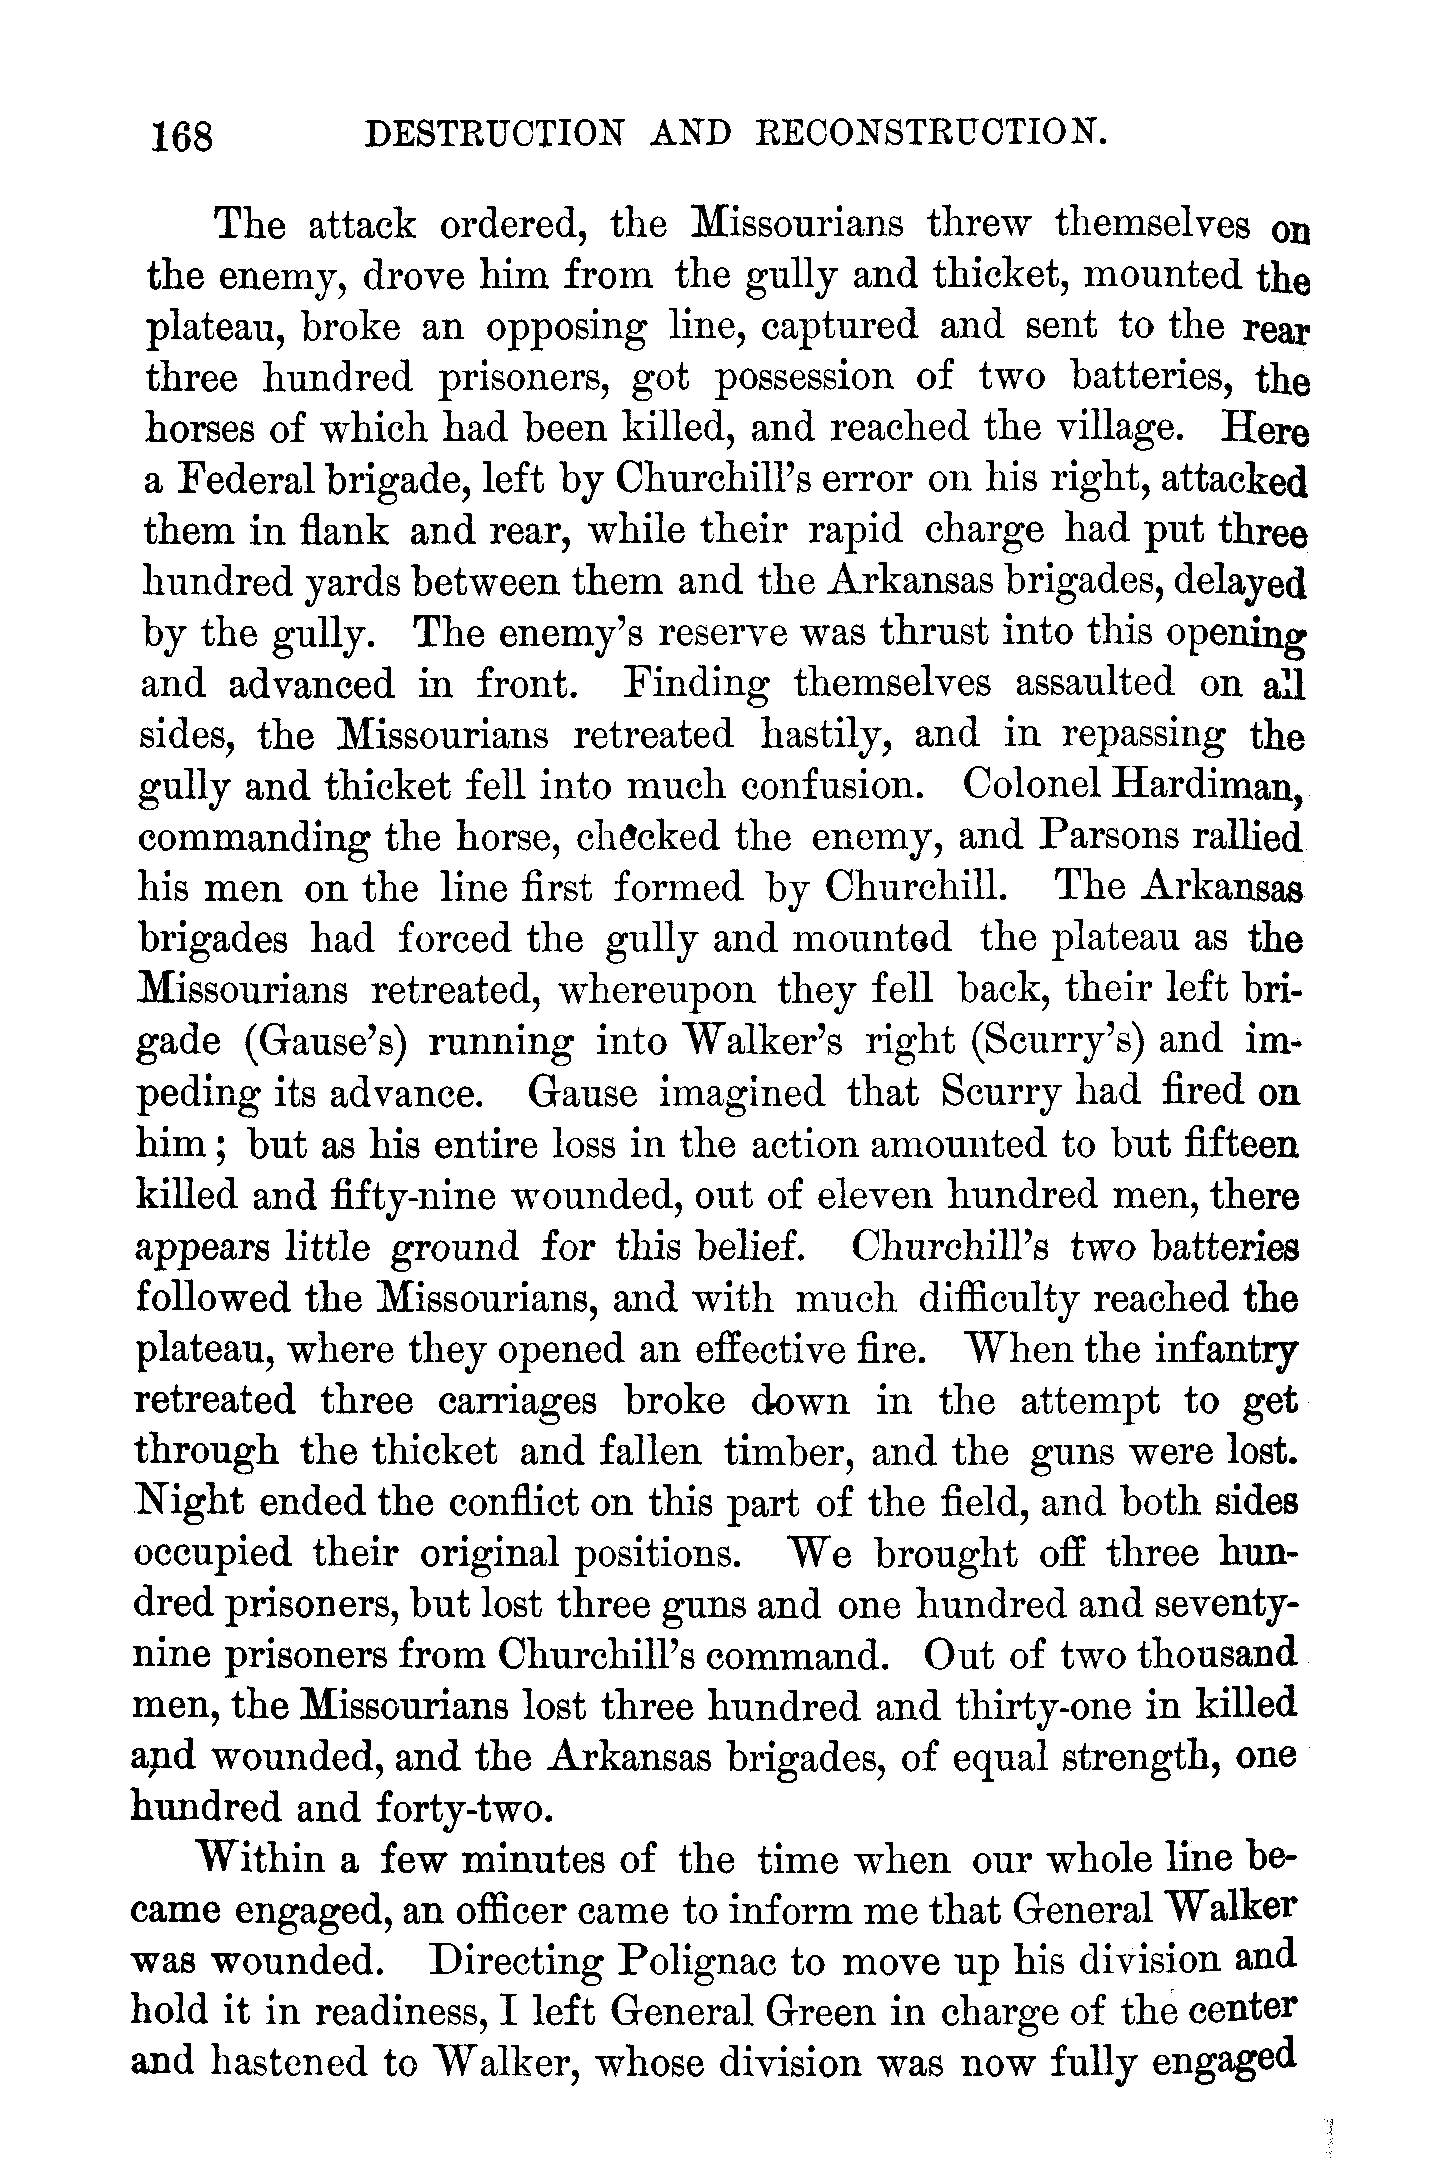 168 DESTRUCTION AND RECONSTRUCTION.
The attack ordered, the Missourians threw themselves on
the enemy, drove him from the gully and thicket, mounted the
plateau, broke an opposing line, captured and sent to the rear
three hundred prisoners, got possession of two batteries, the
horses of which had been killed, and reached the village. Here
a Federal brigade, left by Churchill's error on his right, attacked
them in flank and rear, while their rapid charge had put three
hundred yards between them and the Arkansas brigades, delayed
by the gully. The enemy's reserve was thrust into this opening
and advanced in front. Finding themselves assaulted on all
sides, the Missourians retreated hastily, and in repassing the
gully and thicket fell into much confusion. Colonel Hardiman,
commanding the horse, checked the enemy, and Parsons rallied
his men on the line first formed by Churchill. The Arkansas
brigades had forced the gully and mounted the plateau as the
Missourians retreated, whereupon they fell back, their left bri-
gade (Gause's) running into Walker's right (Scurry's) and im-
peding its advance. Gause imagined that Scurry had fired on
him; but as his entire loss in the action amounted to but fifteen
killed and fifty-nine wounded, out of eleven hundred men, there
appears little ground for this belief. Churchill's two batteries
followed the Missourians, and with much difficulty reached the
plateau, where they opened an effective fire. When the infantry
retreated three carriages broke down in the attempt to get
through the thicket and fallen timber, and the guns were lost.
Night ended the conflict on this part of the field, and both sides
occupied their original positions. We brought off three hun-
dred prisoners, but lost three guns and one hundred and seventy-
nine prisoners from Churchill's command. Out of two thousand
men, the Missourians lost three hundred and thirty-one in killed
and wounded, and the Arkansas brigades, of equal strength, one
hundred and forty-two.
Within a few minutes of the time when our whole line be-
came engaged, an officer came to inform me that General Walker
was wounded. Directing Polignac to move up his division and
hold it in readiness, I left General Green in charge of the center
and hastened to Walker, whose division was now fully engaged